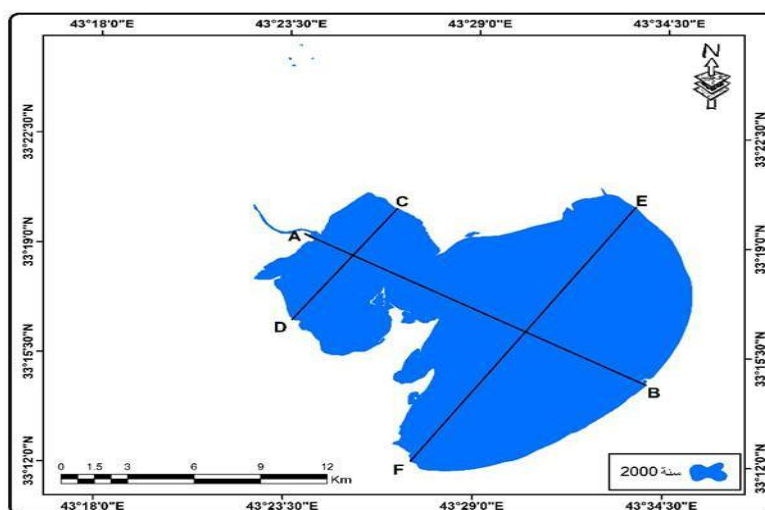 43°18'0"E 43°23'30"E 43°29'0"E 43°34'30"E
N
33°22'30"N 33°22'30"N
C E
A
33°19'0"N 33°19'0"N
D
33°15'30"N 33°15'30"N
B
F
33°12'0"N 33°12'0"N
0 1.5 3 6 9 12
Km
سنة 2000
43°18'0"E 43°23'30"E 43°29'0"E 43°34'30"E